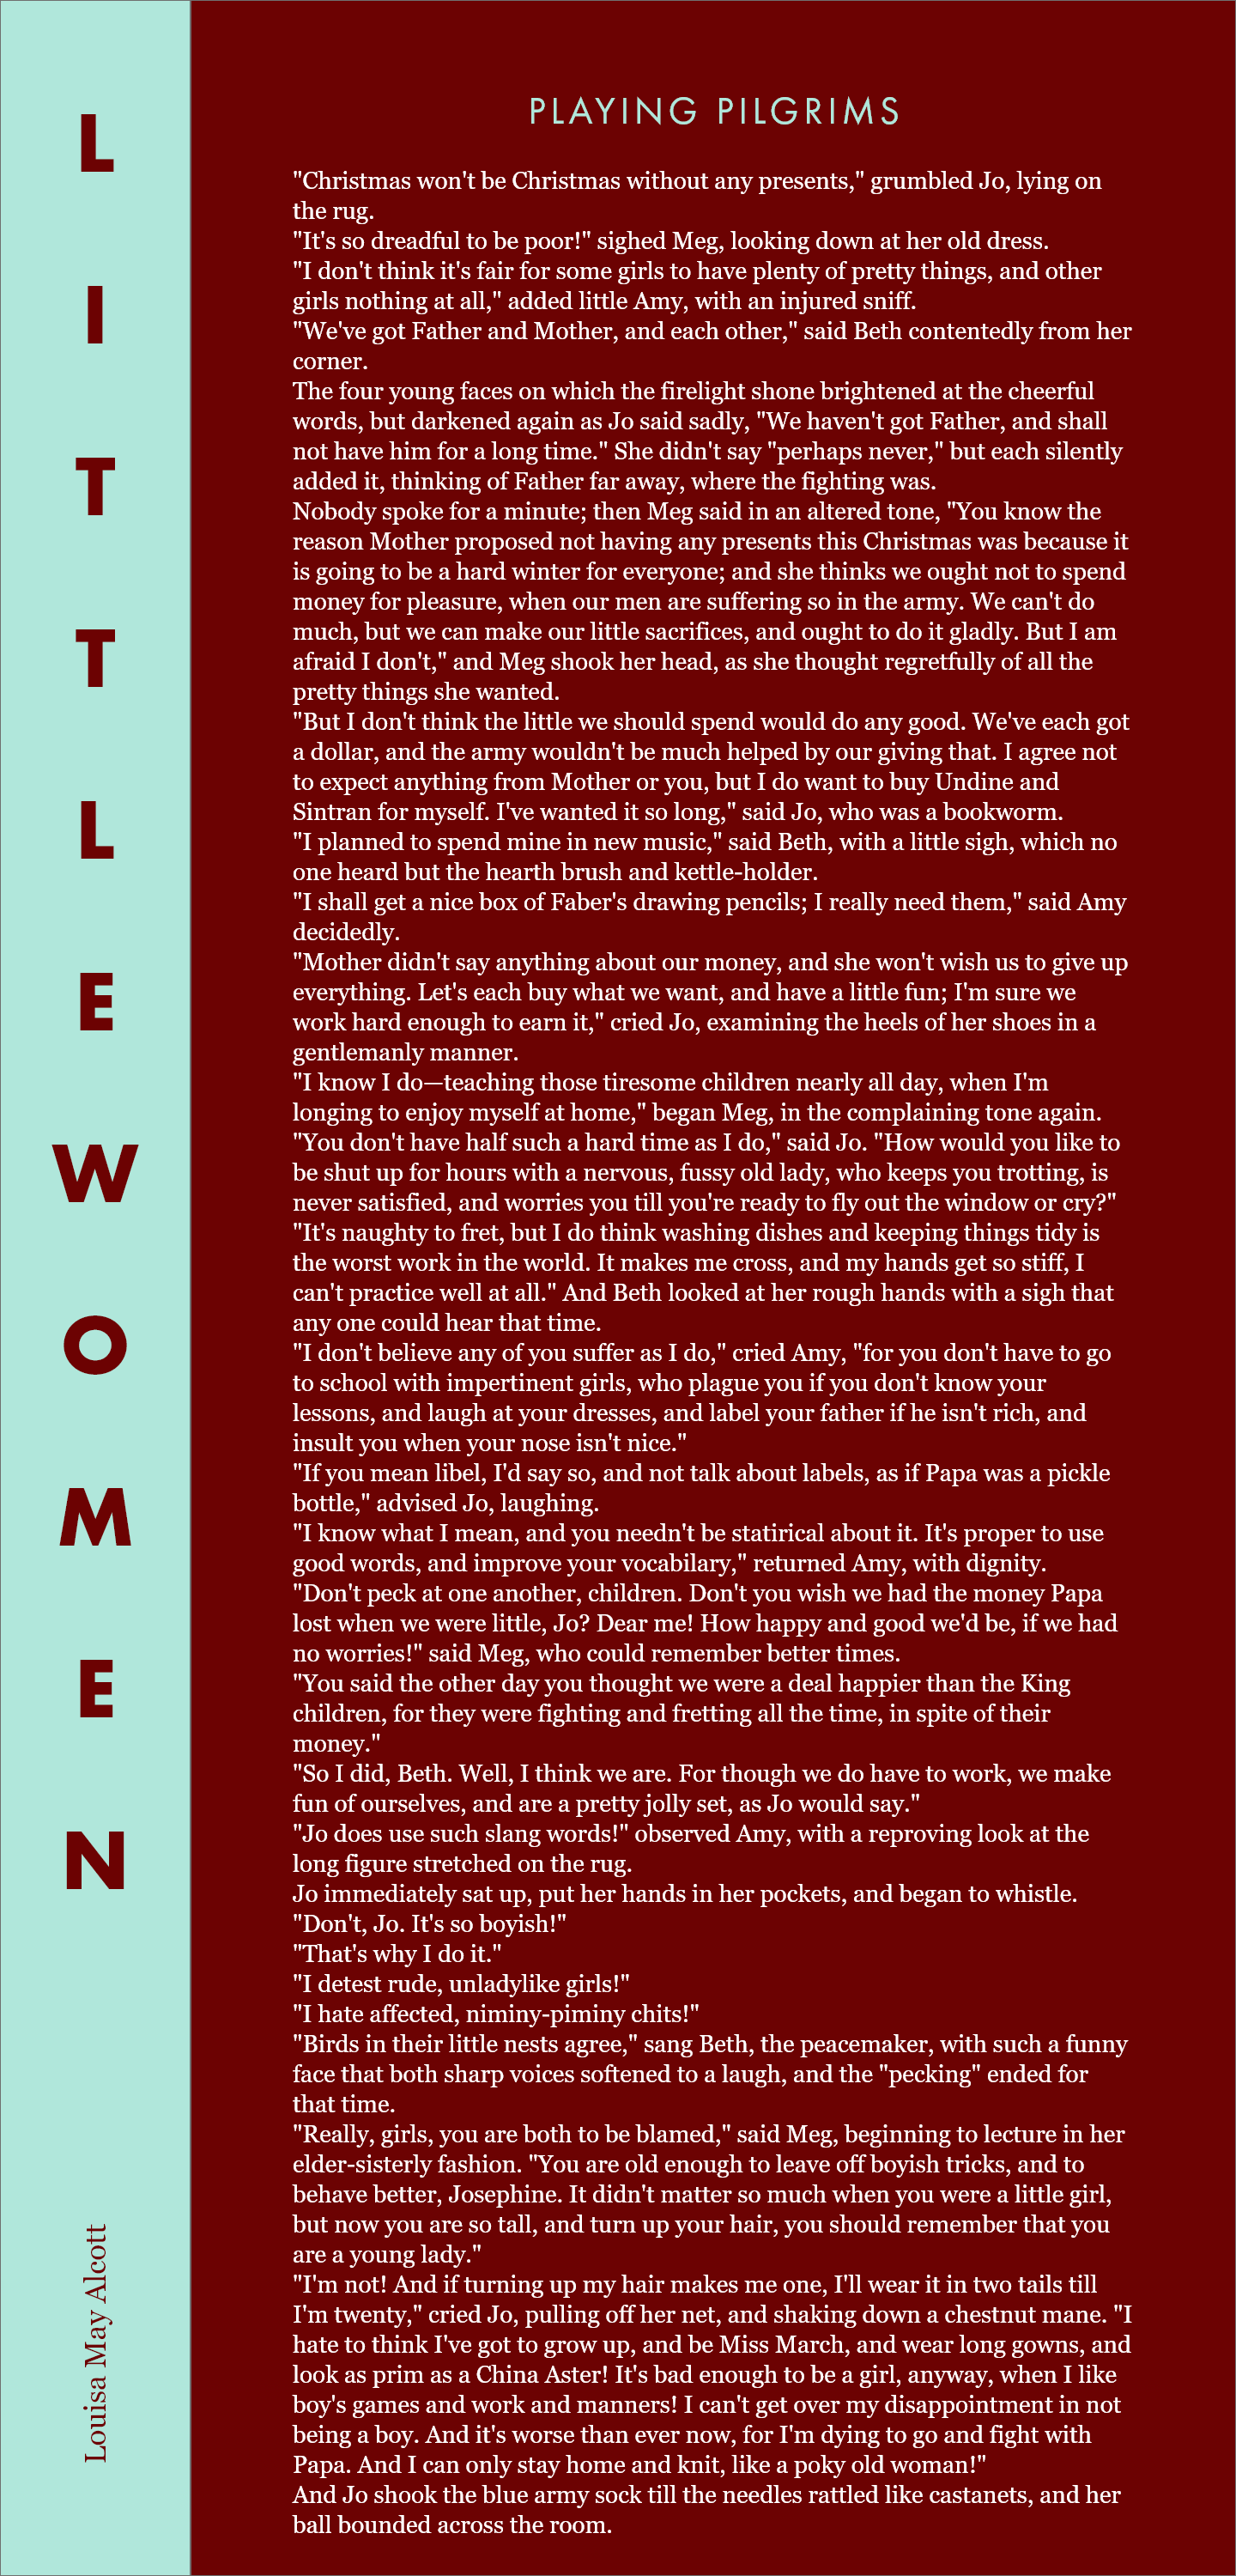 LITTLE WOMEN
Louisa May Alcott
PLAYING PILGRIMS
"Christmas won't be Christmas without any presents," grumbled Jo, lying on
the rug.
"It's so dreadful to be poor!" sighed Meg, looking down at her old dress.
"I don't think it's fair for some girls to have plenty of pretty things, and other
girls nothing at all," added little Amy, with an injured sniff.
"We've got Father and Mother, and each other," said Beth contentedly from her
corner.
The four young faces on which the firelight shone brightened at the cheerful
words, but darkened again as Jo said sadly, "We haven't got Father, and shall
not have him for a long time." She didn't say "perhaps never," but each silently
added it, thinking of Father far away, where the fighting was.
Nobody spoke for a minute; then Meg said in an altered tone, "You know the
reason Mother proposed not having any presents this Christmas was because it
is going to be a hard winter for everyone; and she thinks we ought not to spend
money for pleasure, when our men are suffering so in the army. We can't do
much, but we can make our little sacrifices, and ought to do it gladly. But I am
afraid I don't," and Meg shook her head, as she thought regretfully of all the
pretty things she wanted.
"But I don't think the little we should spend would do any good. We've each got
a dollar, and the army wouldn't be much helped by our giving that. I agree not
to expect anything from Mother or you, but I do want to buy Undine and
Sintran for myself. I've wanted it so long," said Jo, who was a bookworm.
"I planned to spend mine in new music," said Beth, with a little sigh, which no
one heard but the hearth brush and kettle-holder.
"I shall get a nice box of Faber's drawing pencils; I really need them," said Amy
decidedly.
"Mother didn't say anything about our money, and she won't wish us to give up
everything. Let's each buy what we want, and have a little fun; I'm sure we
work hard enough to earn it," cried Jo, examining the heels of her shoes in a
gentlemanly manner.
"I know I do—teaching those tiresome children nearly all day, when I'm
longing to enjoy myself at home," began Meg, in the complaining tone again.
"You don't have half such a hard time as I do," said Jo. "How would you like to
be shut up for hours with a nervous, fussy old lady, who keeps you trotting, is
never satisfied, and worries you till you're ready to fly out the window or cry?"
"It's naughty to fret, but I do think washing dishes and keeping things tidy is
the worst work in the world. It makes me cross, and my hands get so stiff, I
can't practice well at all." And Beth looked at her rough hands with a sigh that
any one could hear that time.
"I don't believe any of you suffer as I do," cried Amy, "for you don't have to go
to school with impertinent girls, who plague you if you don't know your
lessons, and laugh at your dresses, and label your father if he isn't rich, and
insult you when your nose isn't nice."
"If you mean libel, I'd say so, and not talk about labels, as if Papa was a pickle
bottle," advised Jo, laughing.
"I know what I mean, and you needn't be statirical about it. It's proper to use
good words, and improve your vocabilary," returned Amy, with dignity.
"Don't peck at one another, children. Don't you wish we had the money Papa
lost when we were little, Jo? Dear me! How happy and good we'd be, if we had
no worries!" said Meg, who could remember better times.
"You said the other day you thought we were a deal happier than the King
children, for they were fighting and fretting all the time, in spite of their
money."
"So I did, Beth. Well, I think we are. For though we do have to work, we make
fun of ourselves, and are a pretty jolly set, as Jo would say."
"Jo does use such slang words!" observed Amy, with a reproving look at the
long figure stretched on the rug.
Jo immediately sat up, put her hands in her pockets, and began to whistle.
"Don't, Jo. It's so boyish!"
"That's why I do it."
"I detest rude, unladylike girls!"
"I hate affected, niminy-piminy chits!"
"Birds in their little nests agree," sang Beth, the peacemaker, with such a funny
face that both sharp voices softened to a laugh, and the "pecking" ended for
that time.
"Really, girls, you are both to be blamed," said Meg, beginning to lecture in her
elder-sisterly fashion. "You are old enough to leave off boyish tricks, and to
behave better, Josephine. It didn't matter so much when you were a little girl,
but now you are so tall, and turn up your hair, you should remember that you
are a young lady."
"I'm not! And if turning up my hair makes me one, I'll wear it in two tails till
I'm twenty," cried Jo, pulling off her net, and shaking down a chestnut mane. "I
hate to think I've got to grow up, and be Miss March, and wear long gowns, and
look as prim as a China Aster! It's bad enough to be a girl, anyway, when I like
boy's games and work and manners! I can't get over my disappointment in not
being a boy. And it's worse than ever now, for I'm dying to go and fight with
Papa. And I can only stay home and knit, like a poky old woman!"
And Jo shook the blue army sock till the needles rattled like castanets, and her
ball bounded across the room.